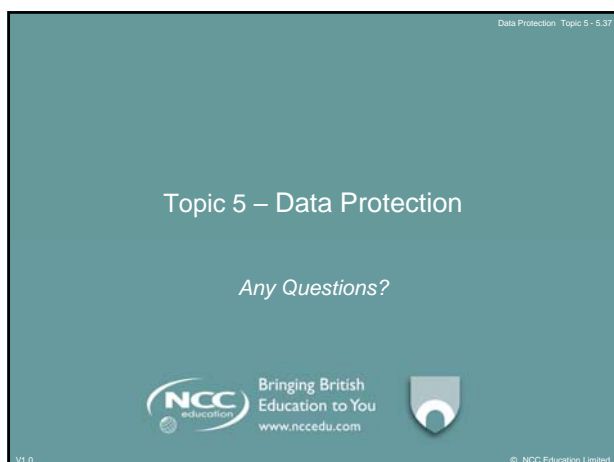 Data Protection Topic 5 - 5.37
Topic 5 – Data Protection
Any Questions?
NCC
education
Bringing British
Education to You
www.nccedu.com
V1.0
© NCC Education Limited